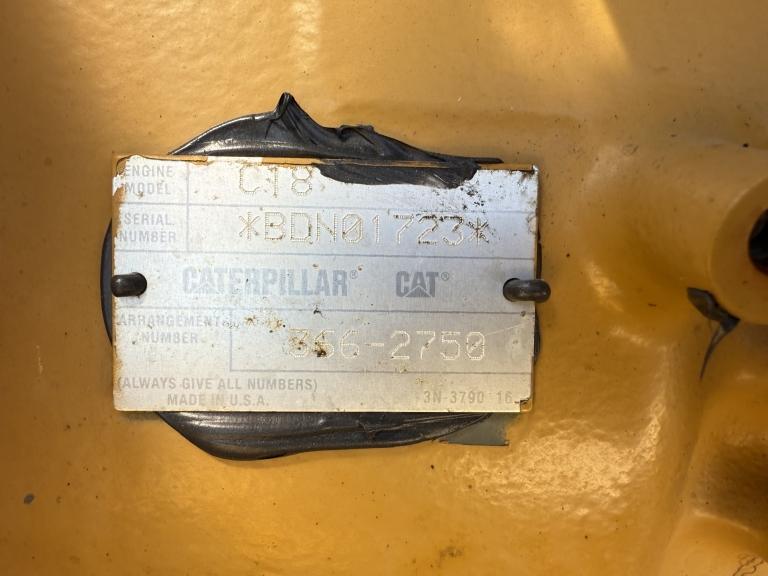 ENGINE
MODEL
C18
SERIAL
NUMBER
*BDN01723*
CATERPILLAR® CAT®
ARRANGEMENT
NUMBER
366-2750
(ALWAYS GIVE ALL NUMBERS)
MADE IN U.S.A.
3N-3790 16